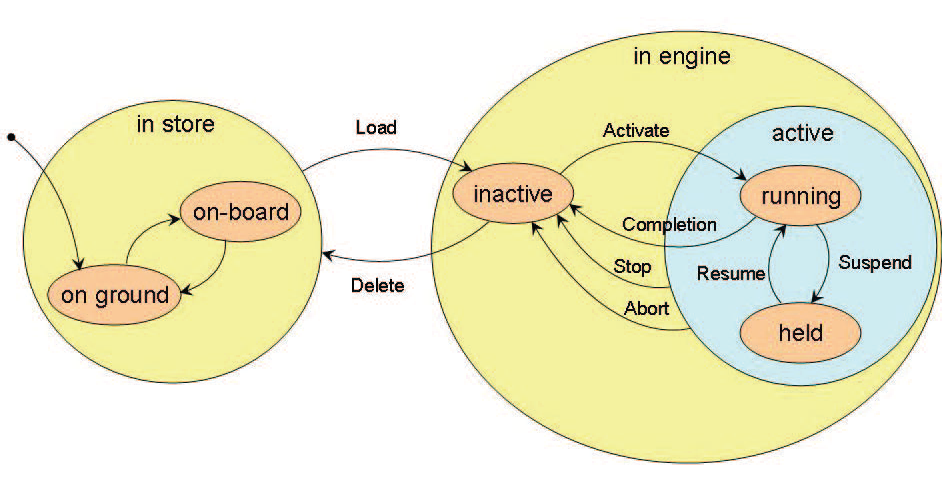 in store
on-board
on ground
Load
Delete
in engine
inactive
Activate
Completion
Stop
Abort
active
running
Resume
Suspend
held